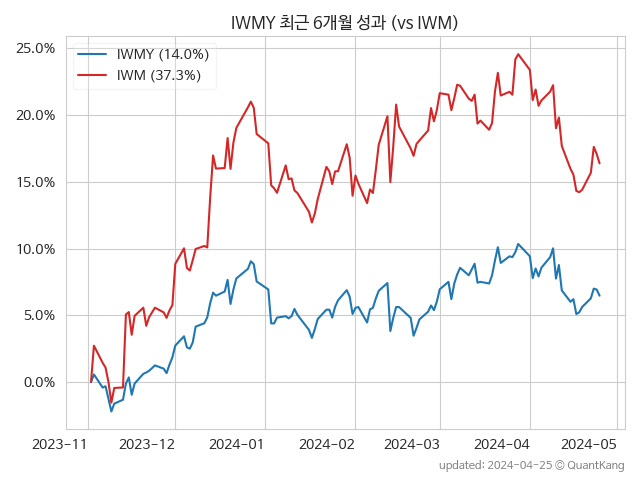 IWMY 최근 6개월 성과 (vs IWM)
IWMY (14.0%)
IWM (37.3%)
25.0%
20.0%
15.0%
10.0%
5.0%
0.0%
2023-11 2023-12 2024-01 2024-02 2024-03 2024-04 2024-05
updated: 2024-04-25 © QuantKang